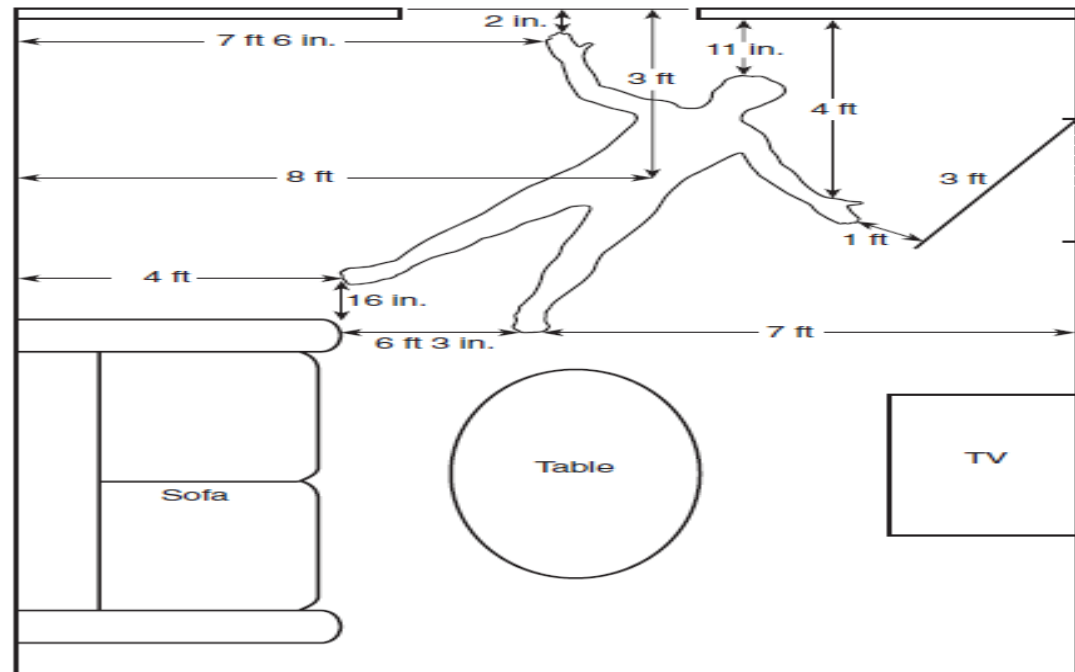 2 in.
7 ft 6 in.
11 in.
3 ft
4 ft
8 ft
3 ft
1 ft
4 ft
16 in.
6 ft 3 in.
7 ft
Table
TV
Sofa